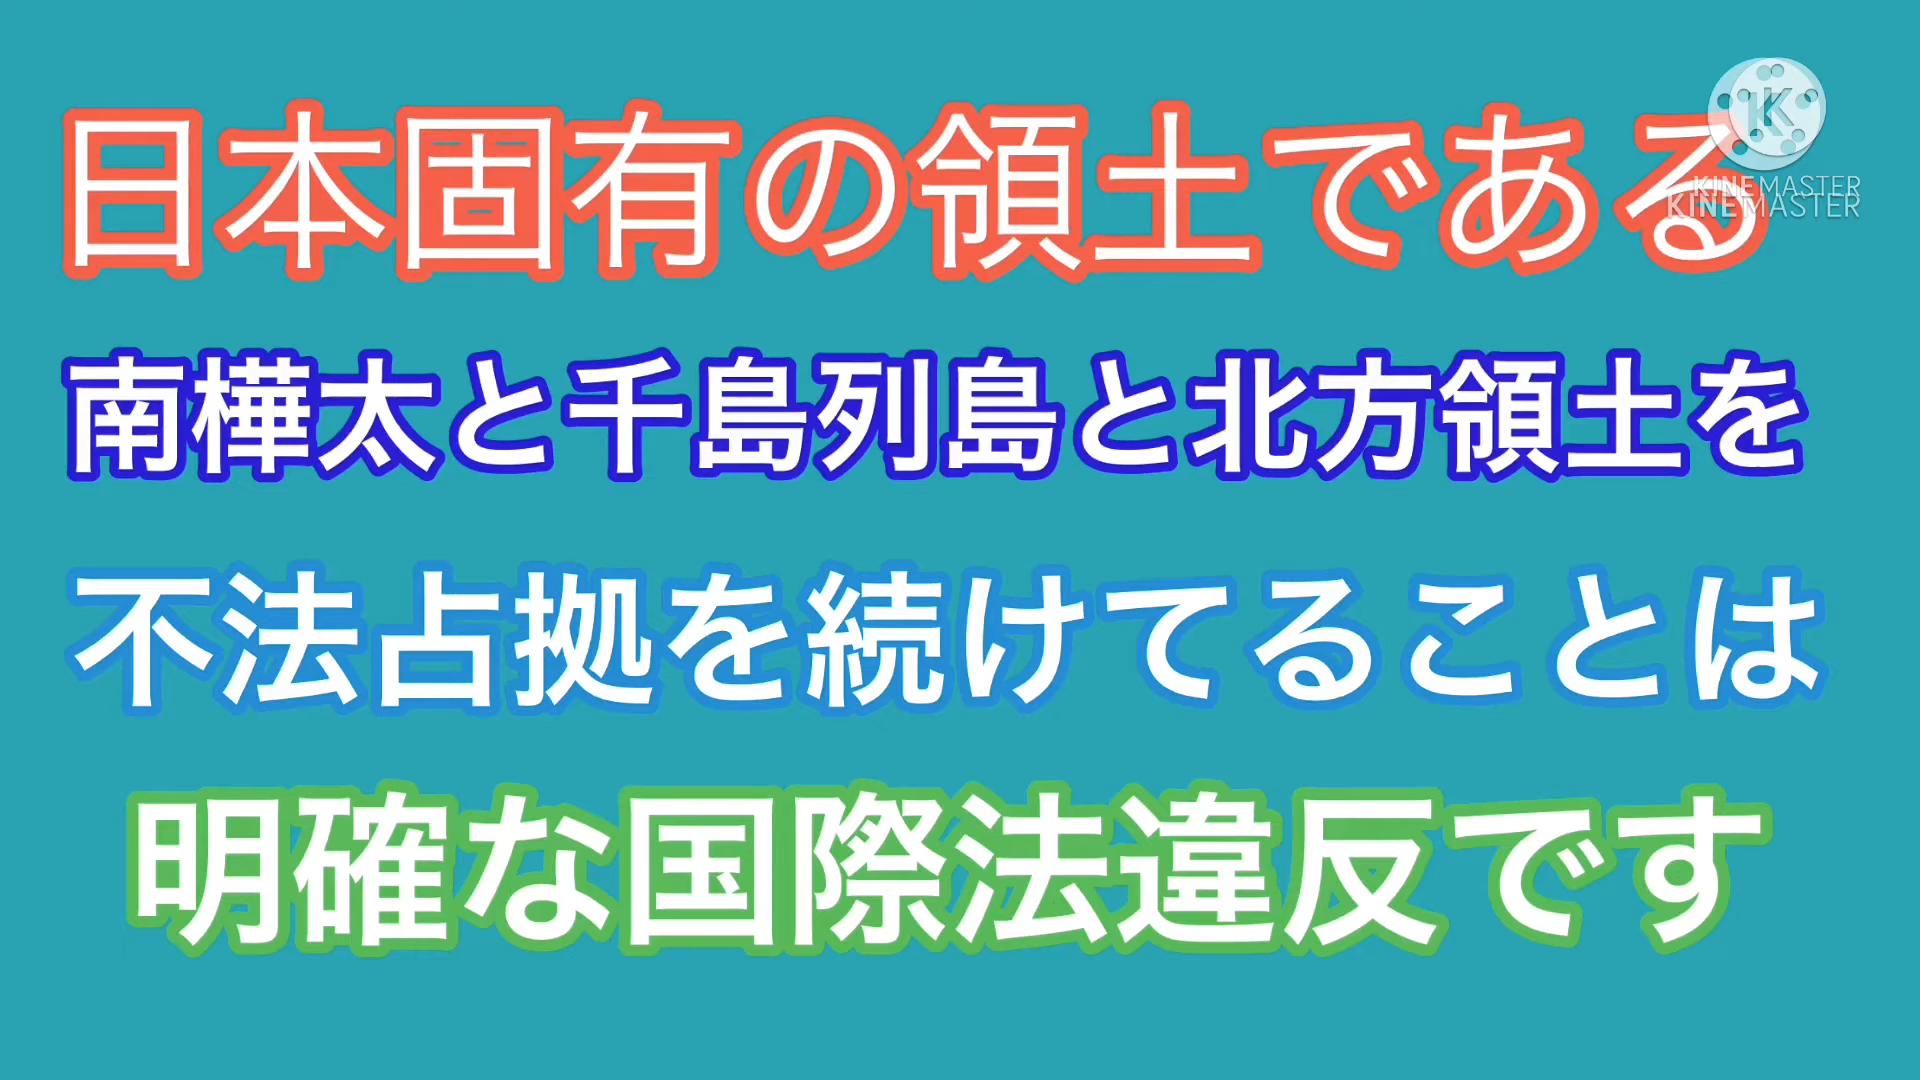 日本固有の領土である
KINEMASTER
KINEMASTER
南樺太と千島列島と北方領土を
不法占拠を続けてることは
明確な国際法違反です